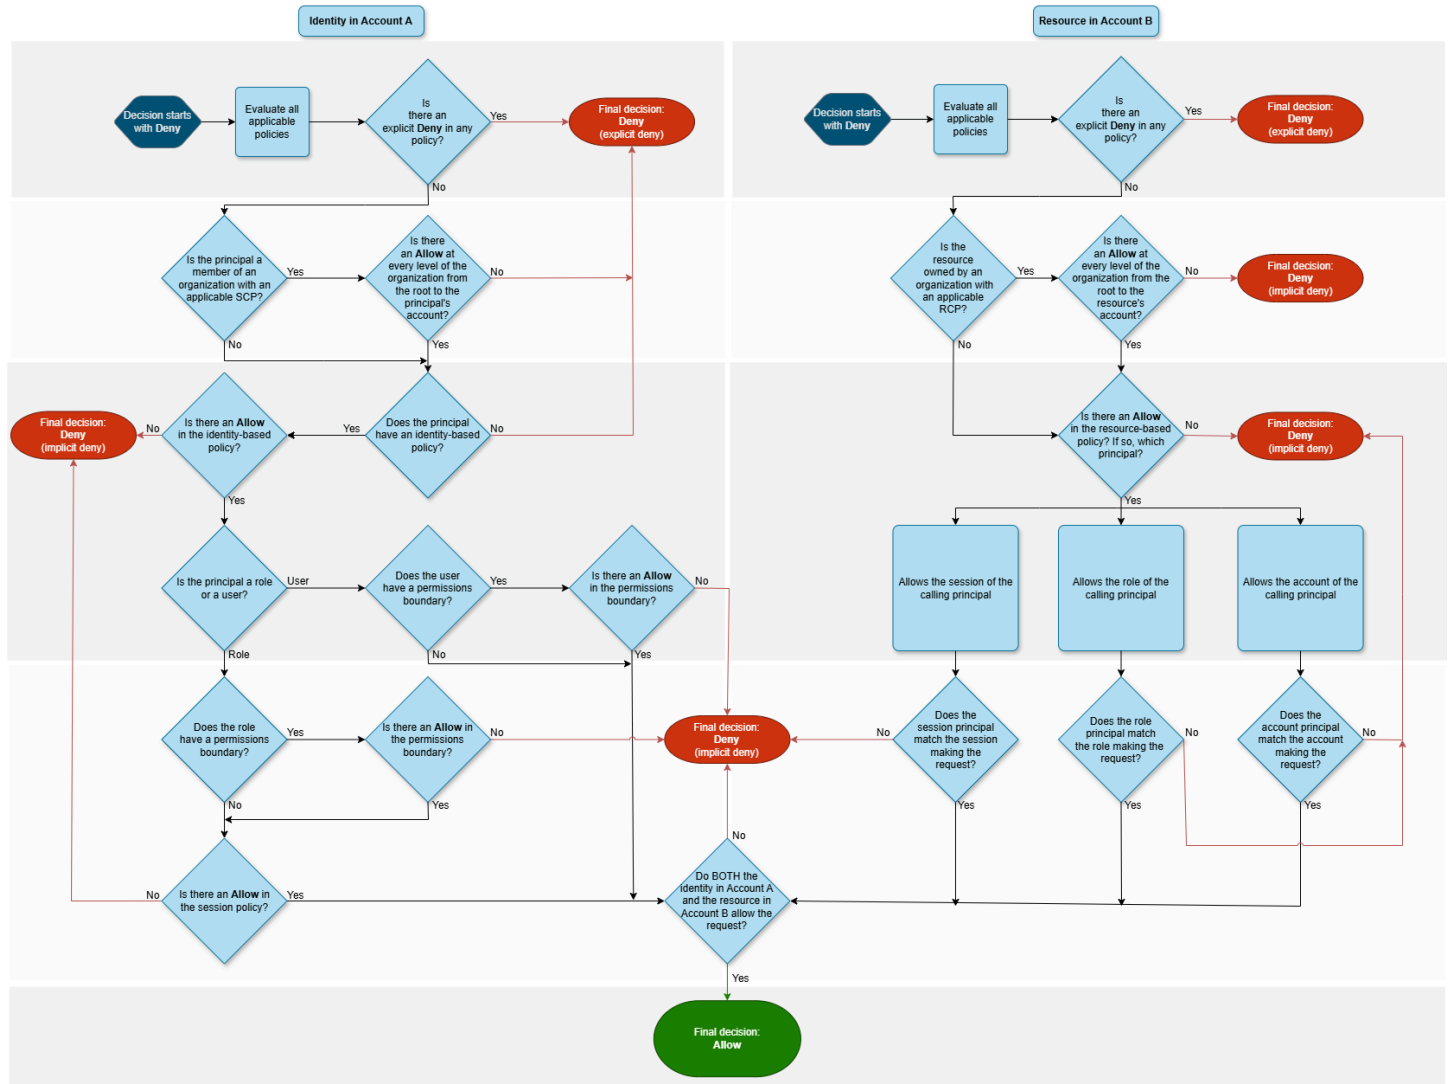 Identity in Account A
Resource in Account B
Decision starts
with Deny
Evaluate all
applicable
policies
Is
there an
explicit Deny in any
policy?
Yes
Final decision:
Deny
(explicit deny)
No
Is the principal a
member of an
organization with an
applicable SCP?
Yes
Is there
an Allow at
every level of the
organization from
the root to the
principal's
account?
No
No
Yes
Final decision:
Deny
(implicit deny)
No
Is there an Allow
in the identity-based
policy?
Yes
Does the principal
have an identity-based
policy?
No
Yes
Is the principal a role
or a user?
User
Does the user
have a permissions
boundary?
Yes
Is there an Allow
in the permissions
boundary?
No
Role
No
Yes
Does the role
have a permissions
boundary?
Yes
Is there an Allow in
the permissions
boundary?
No
Final decision:
Deny
(implicit deny)
No
Yes
No
Is there an Allow in
the session policy?
Yes
No
Do BOTH the
identity in Account A
and the resource in
Account B allow the
request?
Yes
Final decision:
Allow
Decision starts
with Deny
Evaluate all
applicable
policies
Is
there an
explicit Deny in any
policy?
Yes
Final decision:
Deny
(explicit deny)
No
Is the
resource
owned by an
organization with
an applicable
RCP?
Yes
Is there
an Allow at
every level of the
organization from the
root to the
resource's
account?
No
Final decision:
Deny
(implicit deny)
No
Yes
Is there an Allow
in the resource-based
policy? If so, which
principal?
No
Final decision:
Deny
(implicit deny)
Yes
Allows the session of the
calling principal
Allows the role of the
calling principal
Allows the account of the
calling principal
No
Does the
session principal
match the session
making the
request?
Does the role
principal match
the role making the
request?
No
Does the
account principal
match the account
making the
request?
No
Yes
Yes
Yes